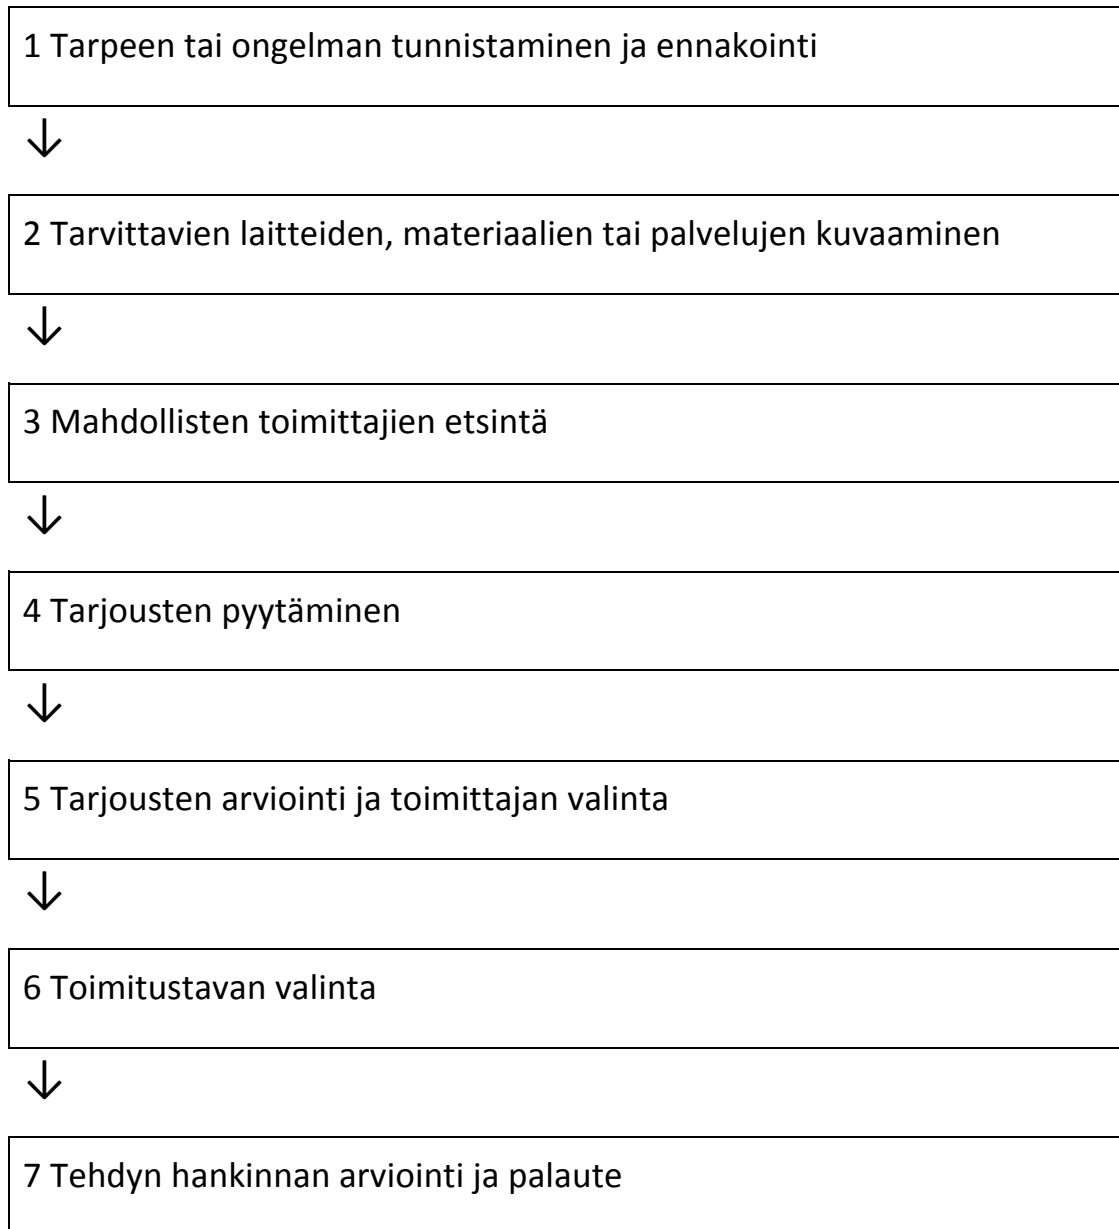 1 Tarpeen tai ongelman tunnistaminen ja ennakointi
2 Tarvittavien laitteiden, materiaalien tai palvelujen kuvaaminen
3 Mahdollisten toimittajien etsintä
4 Tarjousten pyytäminen
5 Tarjousten arviointi ja toimittajan valinta
6 Toimitustavan valinta
7 Tehdyn hankinnan arviointi ja palaute